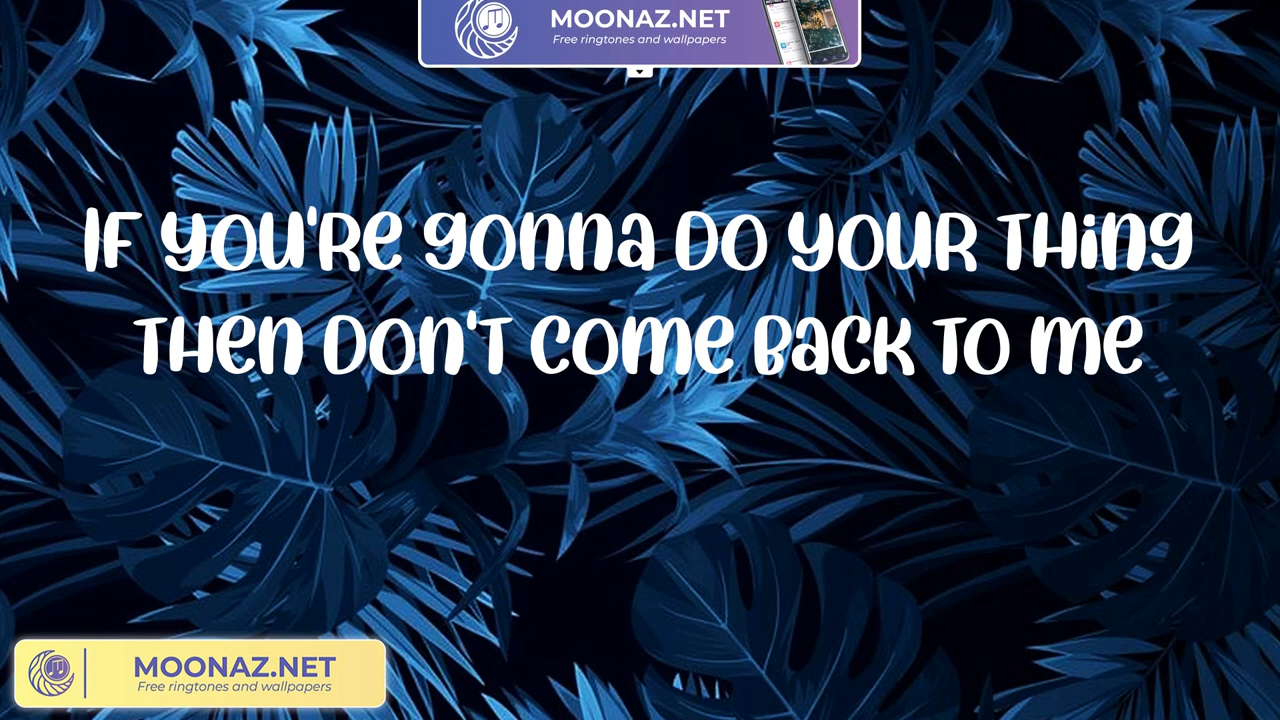 MOONAZ.NET
Free ringtones and wallpapers
IF YOU'RE gonna DO YOUR THing
THen DON'T COME BACK TO me
MOONAZ.NET
Free ringtones and wallpapers